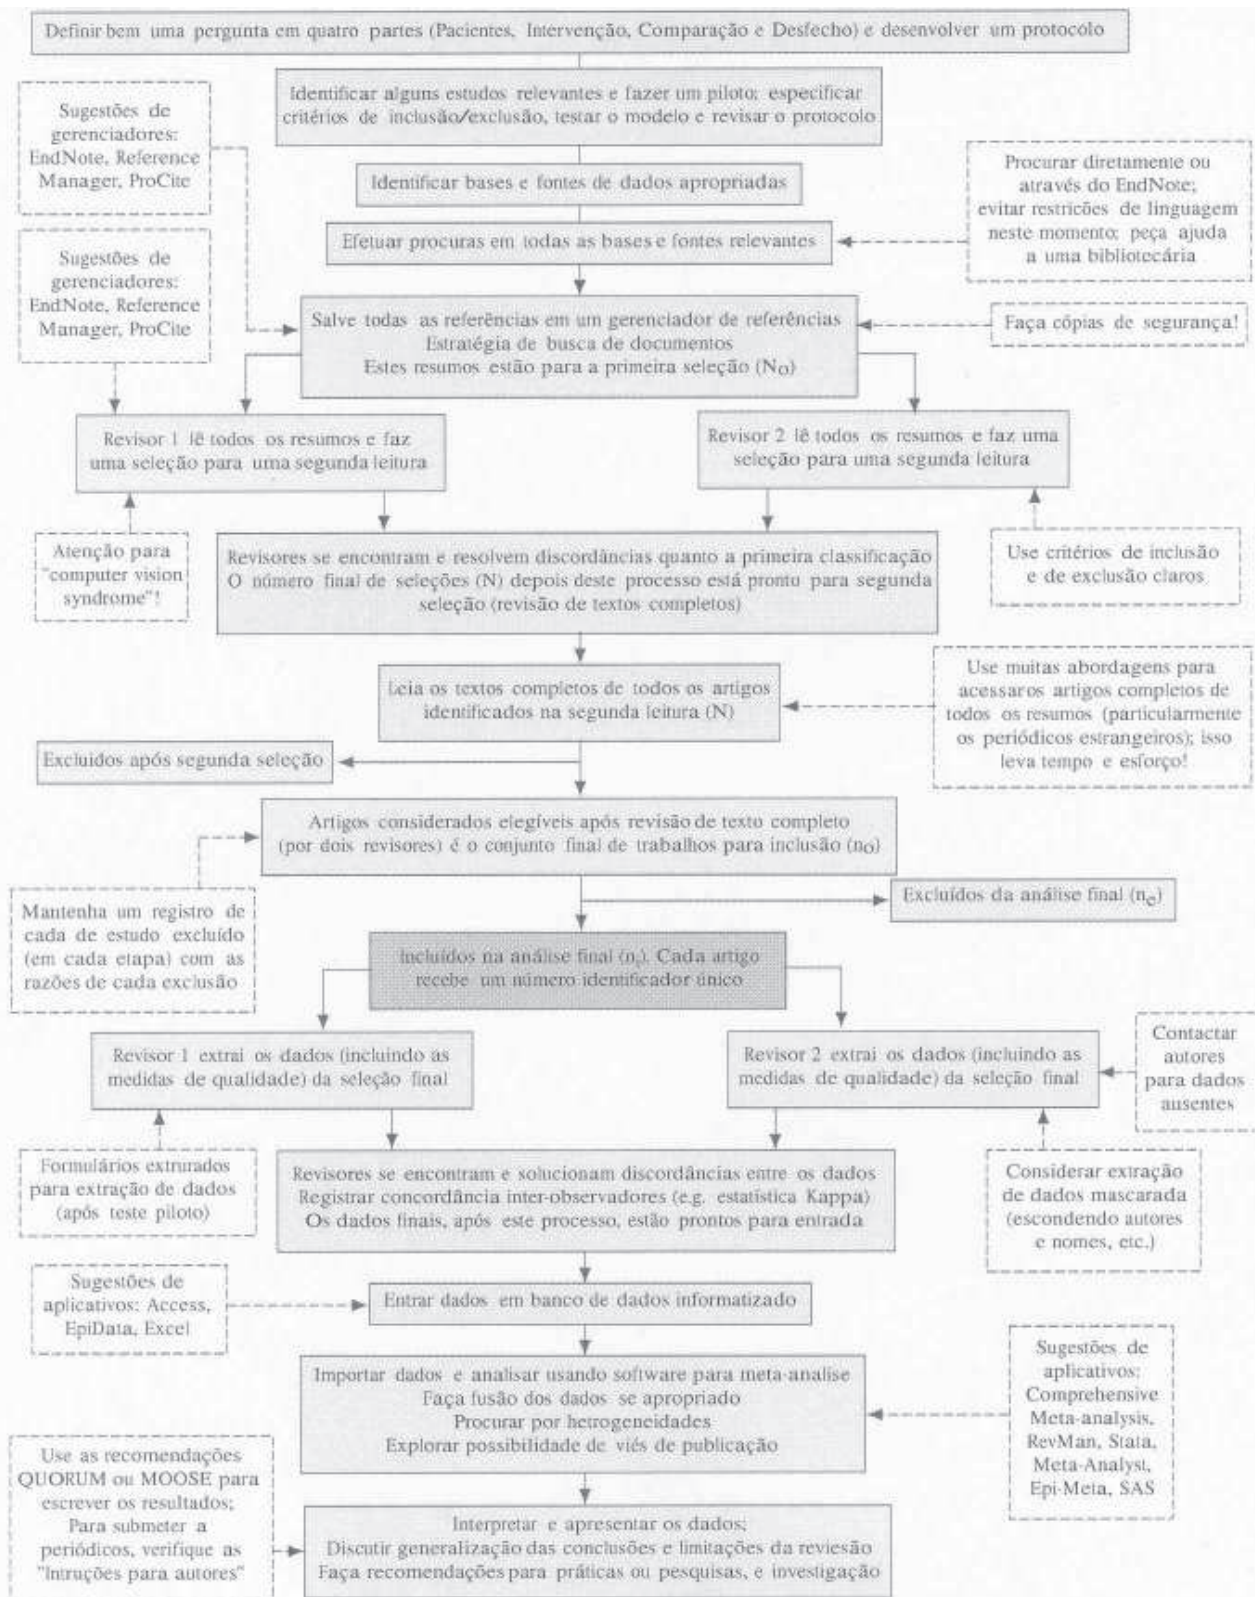 Definir bem uma pergunta em quatro partes (Pacientes, Intervenção, Comparação e Desfecho) e desenvolver um protocolo
Identificar alguns estudos relevantes e fazer um piloto; especificar
critérios de inclusão/exclusão, testar o modelo e revisar o protocolo
Sugestões de
gerenciadores:
EndNote, Reference
Manager, ProCite
Identificar bases e fontes de dados apropriadas
Procurar diretamente ou
através do EndNote;
evitar restrições de linguagem
neste momento; peça ajuda
a uma bibliotecária
Efetuar procuras em todas as bases e fontes relevantes
Sugestões de
gerenciadores:
EndNote, Reference
Manager, ProCite
Salve todas as referências em um gerenciador de referências
Estratégia de busca de documentos
Estes resumos estão para a primeira seleção (No)
Faça cópias de segurança!
Revisor 1 lê todos os resumos e faz
uma seleção para uma segunda leitura
Revisor 2 lê todos os resumos e faz uma
seleção para uma segunda leitura
Atenção para
"computer vision
syndrome"!
Revisores se encontram e resolvem discordâncias quanto a primeira classificação
O número final de seleções (N) depois deste processo está pronto para segunda
seleção (revisão de textos completos)
Use critérios de inclusão
e de exclusão claros
Leia os textos completos de todos os artigos
identificados na segunda leitura (N)
Use muitas abordagens para
acessaros artigos completos de
todos os resumos (particularmente
os periódicos estrangeiros); isso
leva tempo e esforço!
Excluidos após segunda seleção
Artigos considerados elegíveis após revisão de texto completo
(por dois revisores) é o conjunto final de trabalhos para inclusão (no)
Excluídos da análise final (ne)
Mantenha um registro de
cada de estudo excluído
(em cada etapa) com as
razões de cada exclusão
Incluídos na análise final (ni). Cada artigo
recebe um número identificador único
Revisor 1 extrai os dados (incluindo as
medidas de qualidade) da seleção final
Revisor 2 extrai os dados (incluindo as
medidas de qualidade) da seleção final
Contactar
autores
para dados
ausentes
Formulários extrurados
para extração de dados
(após teste piloto)
Revisores se encontram e solucionam discordâncias entre os dados
Registrar concordância inter-observadores (e.g. estatística Kappa)
Os dados finais, após este processo, estão prontos para entrada
Considerar extração
de dados mascarada
(escondendo autores
e nomes, etc.)
Sugestões de
aplicativos: Access,
EpiData, Excel
Entrar dados em banco de dados informatizado
Importar dados e analisar usando software para meta-analise
Faça fusão dos dados se apropriado
Procurar por hetrogeneidades
Explorar possibilidade de viés de publicação
Sugestões de
aplicativos:
Comprehensive
Meta-analysis,
RevMan, Stata,
Meta-Analyst,
Epi-Meta, SAS
Use as recomendações
QUORUM ou MOOSE para
escrever os resultados;
Para submeter a
periódicos, verifique as
"Intruções para autores"
Interpretar e apresentar os dados;
Discutir generalização das conclusões e limitações da reviesão
Faça recomendações para práticas ou pesquisas, e investigação